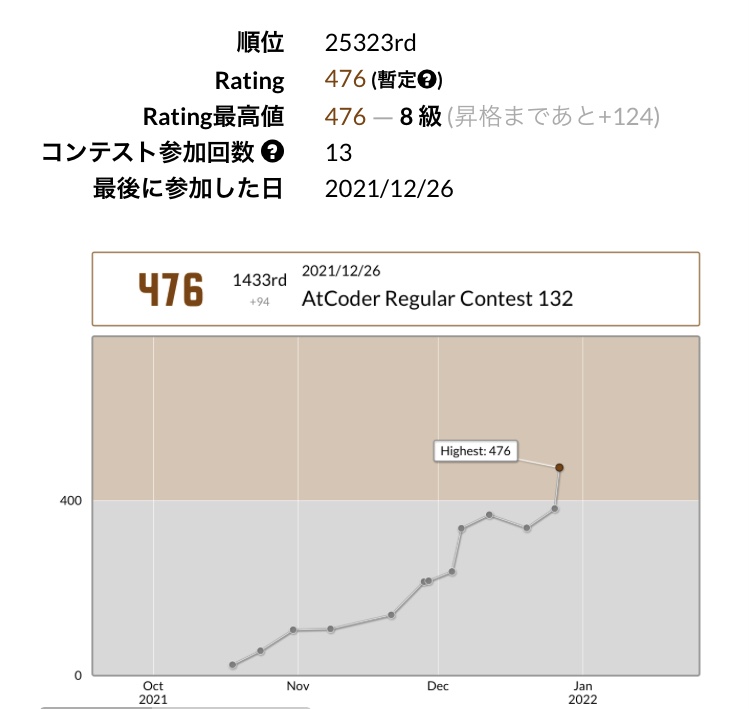 順位 25323rd
Rating 476 (暫定?)
Rating最高値 476 ― 8 級 (昇格まであと+124)
コンテスト参加回数 ? 13
最後に参加した日 2021/12/26
476 1433rd +94 2021/12/26
AtCoder Regular Contest 132
Highest: 476
400
0
Oct Nov Dec Jan
2021 2022